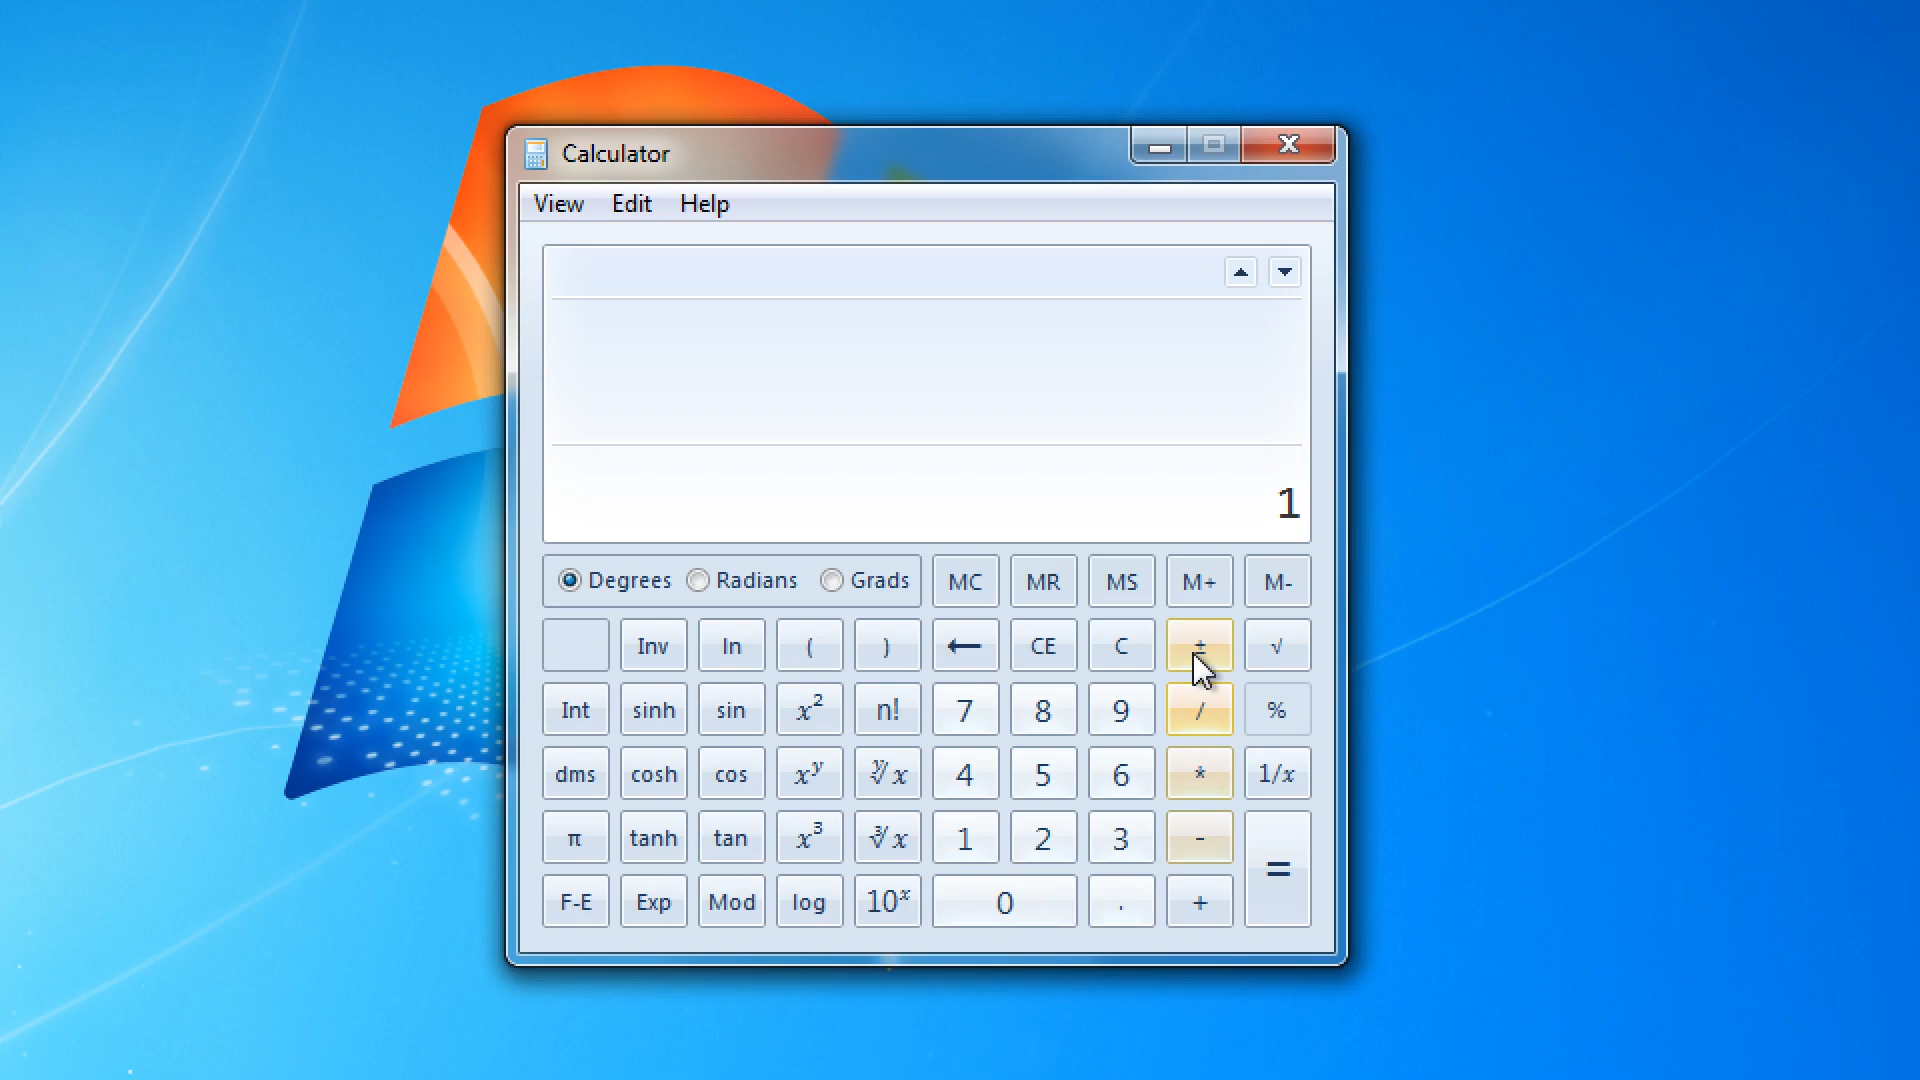 Calculator
View Edit Help
1
Degrees Radians Grads MC MR MS M+ M-
Inv ln ( ) ← CE C ± √
Int sinh sin x² n! 7 8 9 / %
dms cosh cos xʸ ʸ√x 4 5 6 * 1/x
π tanh tan x³ ³√x 1 2 3 - =
F-E Exp Mod log 10ˣ 0 . +